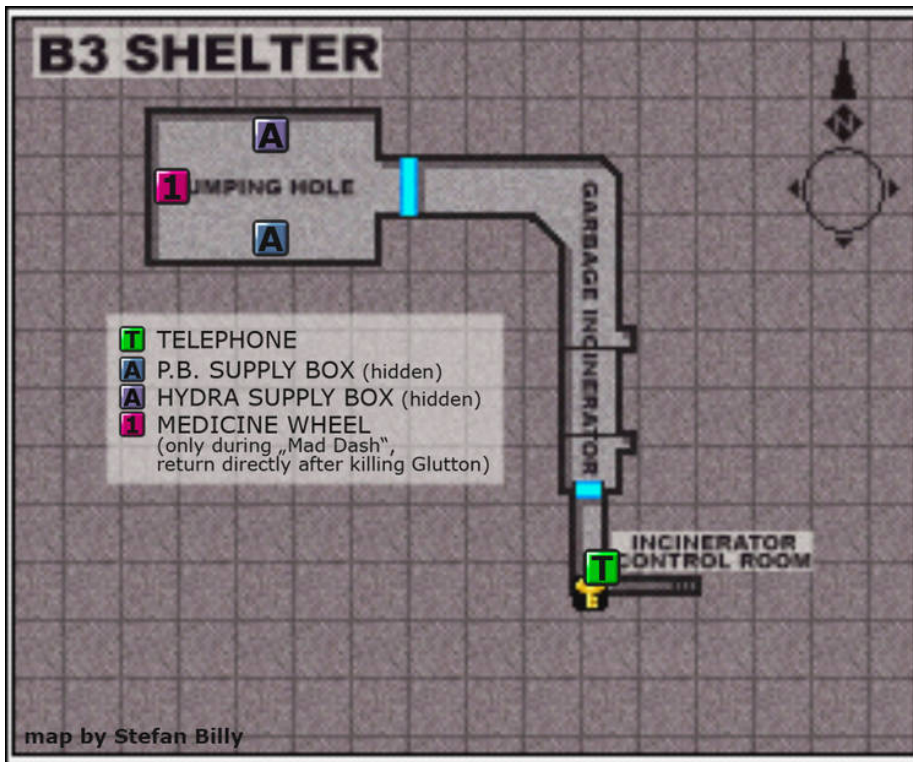 B3 SHELTER
N
A
1
UMPING HOLE
A
GARBAGE INCINERATOR
T TELEPHONE
A P.B. SUPPLY BOX (hidden)
A HYDRA SUPPLY BOX (hidden)
1 MEDICINE WHEEL
(only during „Mad Dash“,
return directly after killing Glutton)
INCINERATOR
T CONTROL ROOM
map by Stefan Billy